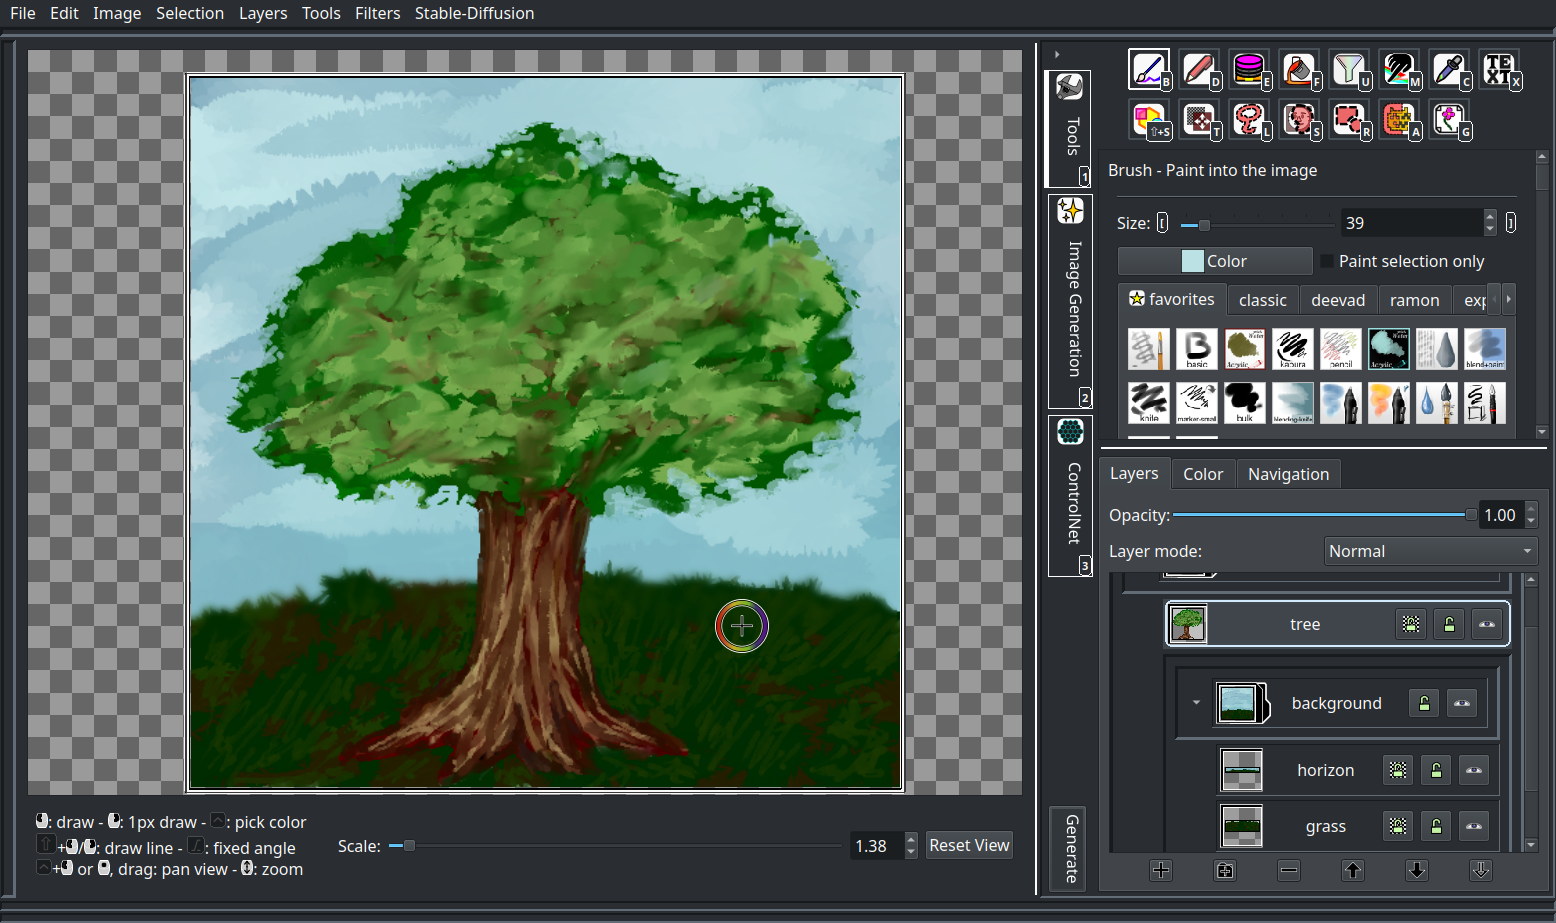 File Edit Image Selection Layers Tools Filters Stable-Diffusion
B D E F U M C TEXT X
⇧+S T L S R A G
Tools
1
Image Generation
2
ControlNet
3
Generate
Brush - Paint into the image
Size: [ 39 ]
Color Paint selection only
favorites classic deevad ramon exp
basic kabura pencil blend+paint
knife marker-small bulk blending-knife
Layers Color Navigation
Opacity: 1.00
Layer mode: Normal
tree
background
horizon
grass
: draw - : 1px draw - : pick color
+/: draw line - : fixed angle
+ or , drag: pan view - : zoom
Scale: 1.38 Reset View